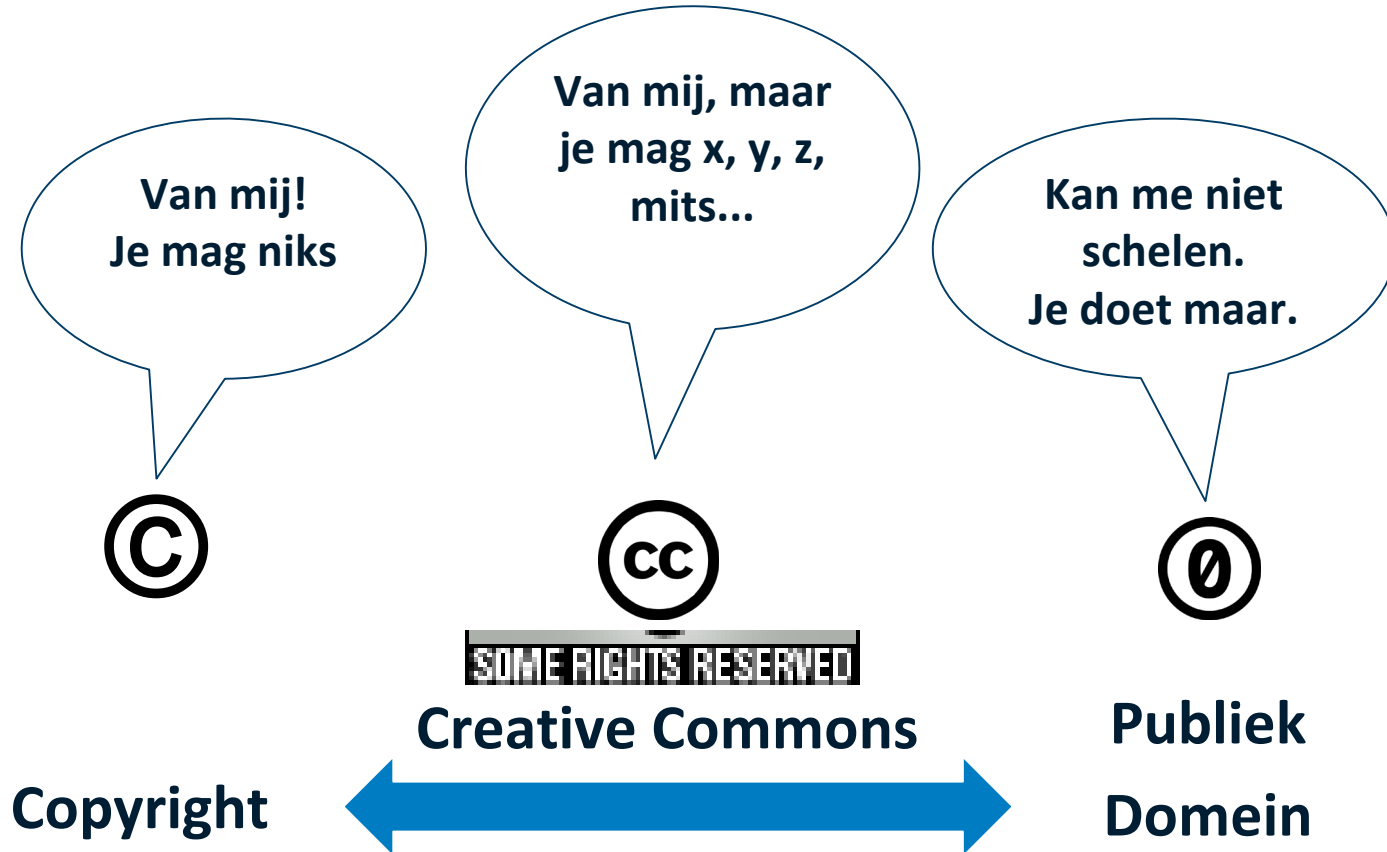 Van mij!
Je mag niks
Van mij, maar
je mag x, y, z,
mits...
Kan me niet
schelen.
Je doet maar.
©
cc
0
SOME RIGHTS RESERVED
Creative Commons
Copyright
Publiek
Domein